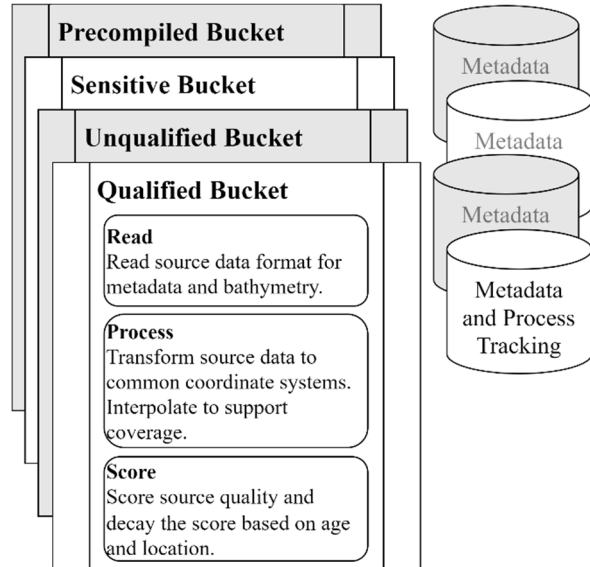 Precompiled Bucket
Sensitive Bucket
Unqualified Bucket
Qualified Bucket
Read
Read source data format for
metadata and bathymetry.
Process
Transform source data to
common coordinate systems.
Interpolate to support
coverage.
Score
Score source quality and
decay the score based on age
and location.
Metadata
Metadata
Metadata
Metadata
and Process
Tracking